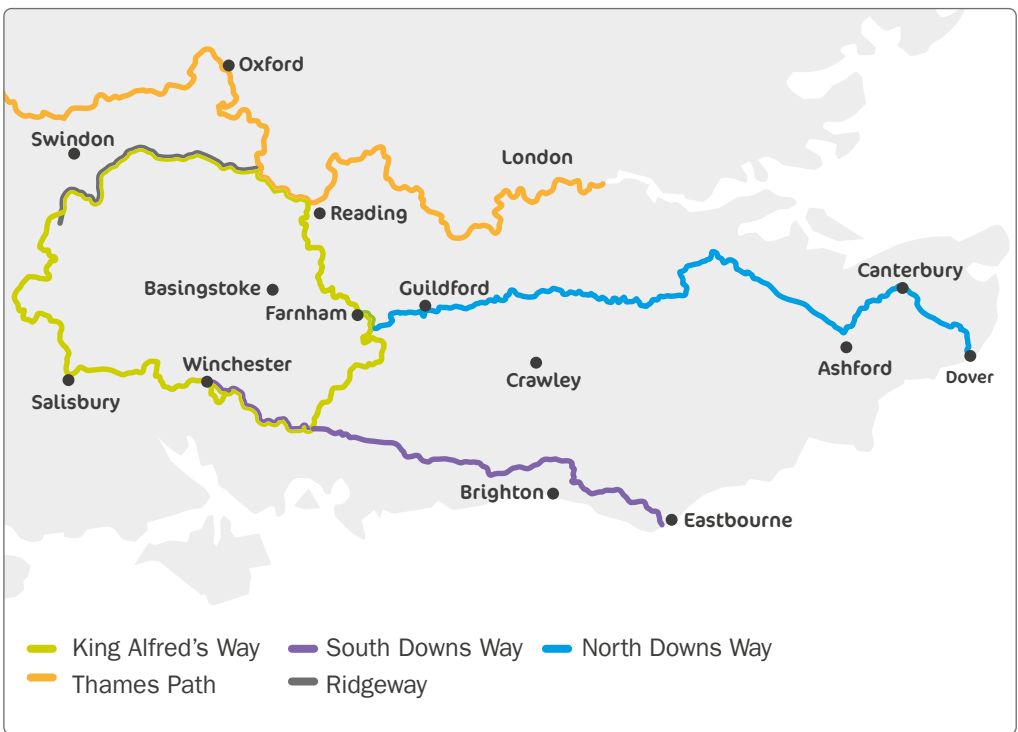 Oxford
Swindon
London
Reading
Canterbury
Basingstoke
Guildford
Farnham
Winchester
Ashford
Crawley
Dover
Salisbury
Brighton
Eastbourne
King Alfred's Way
South Downs Way
North Downs Way
Thames Path
Ridgeway